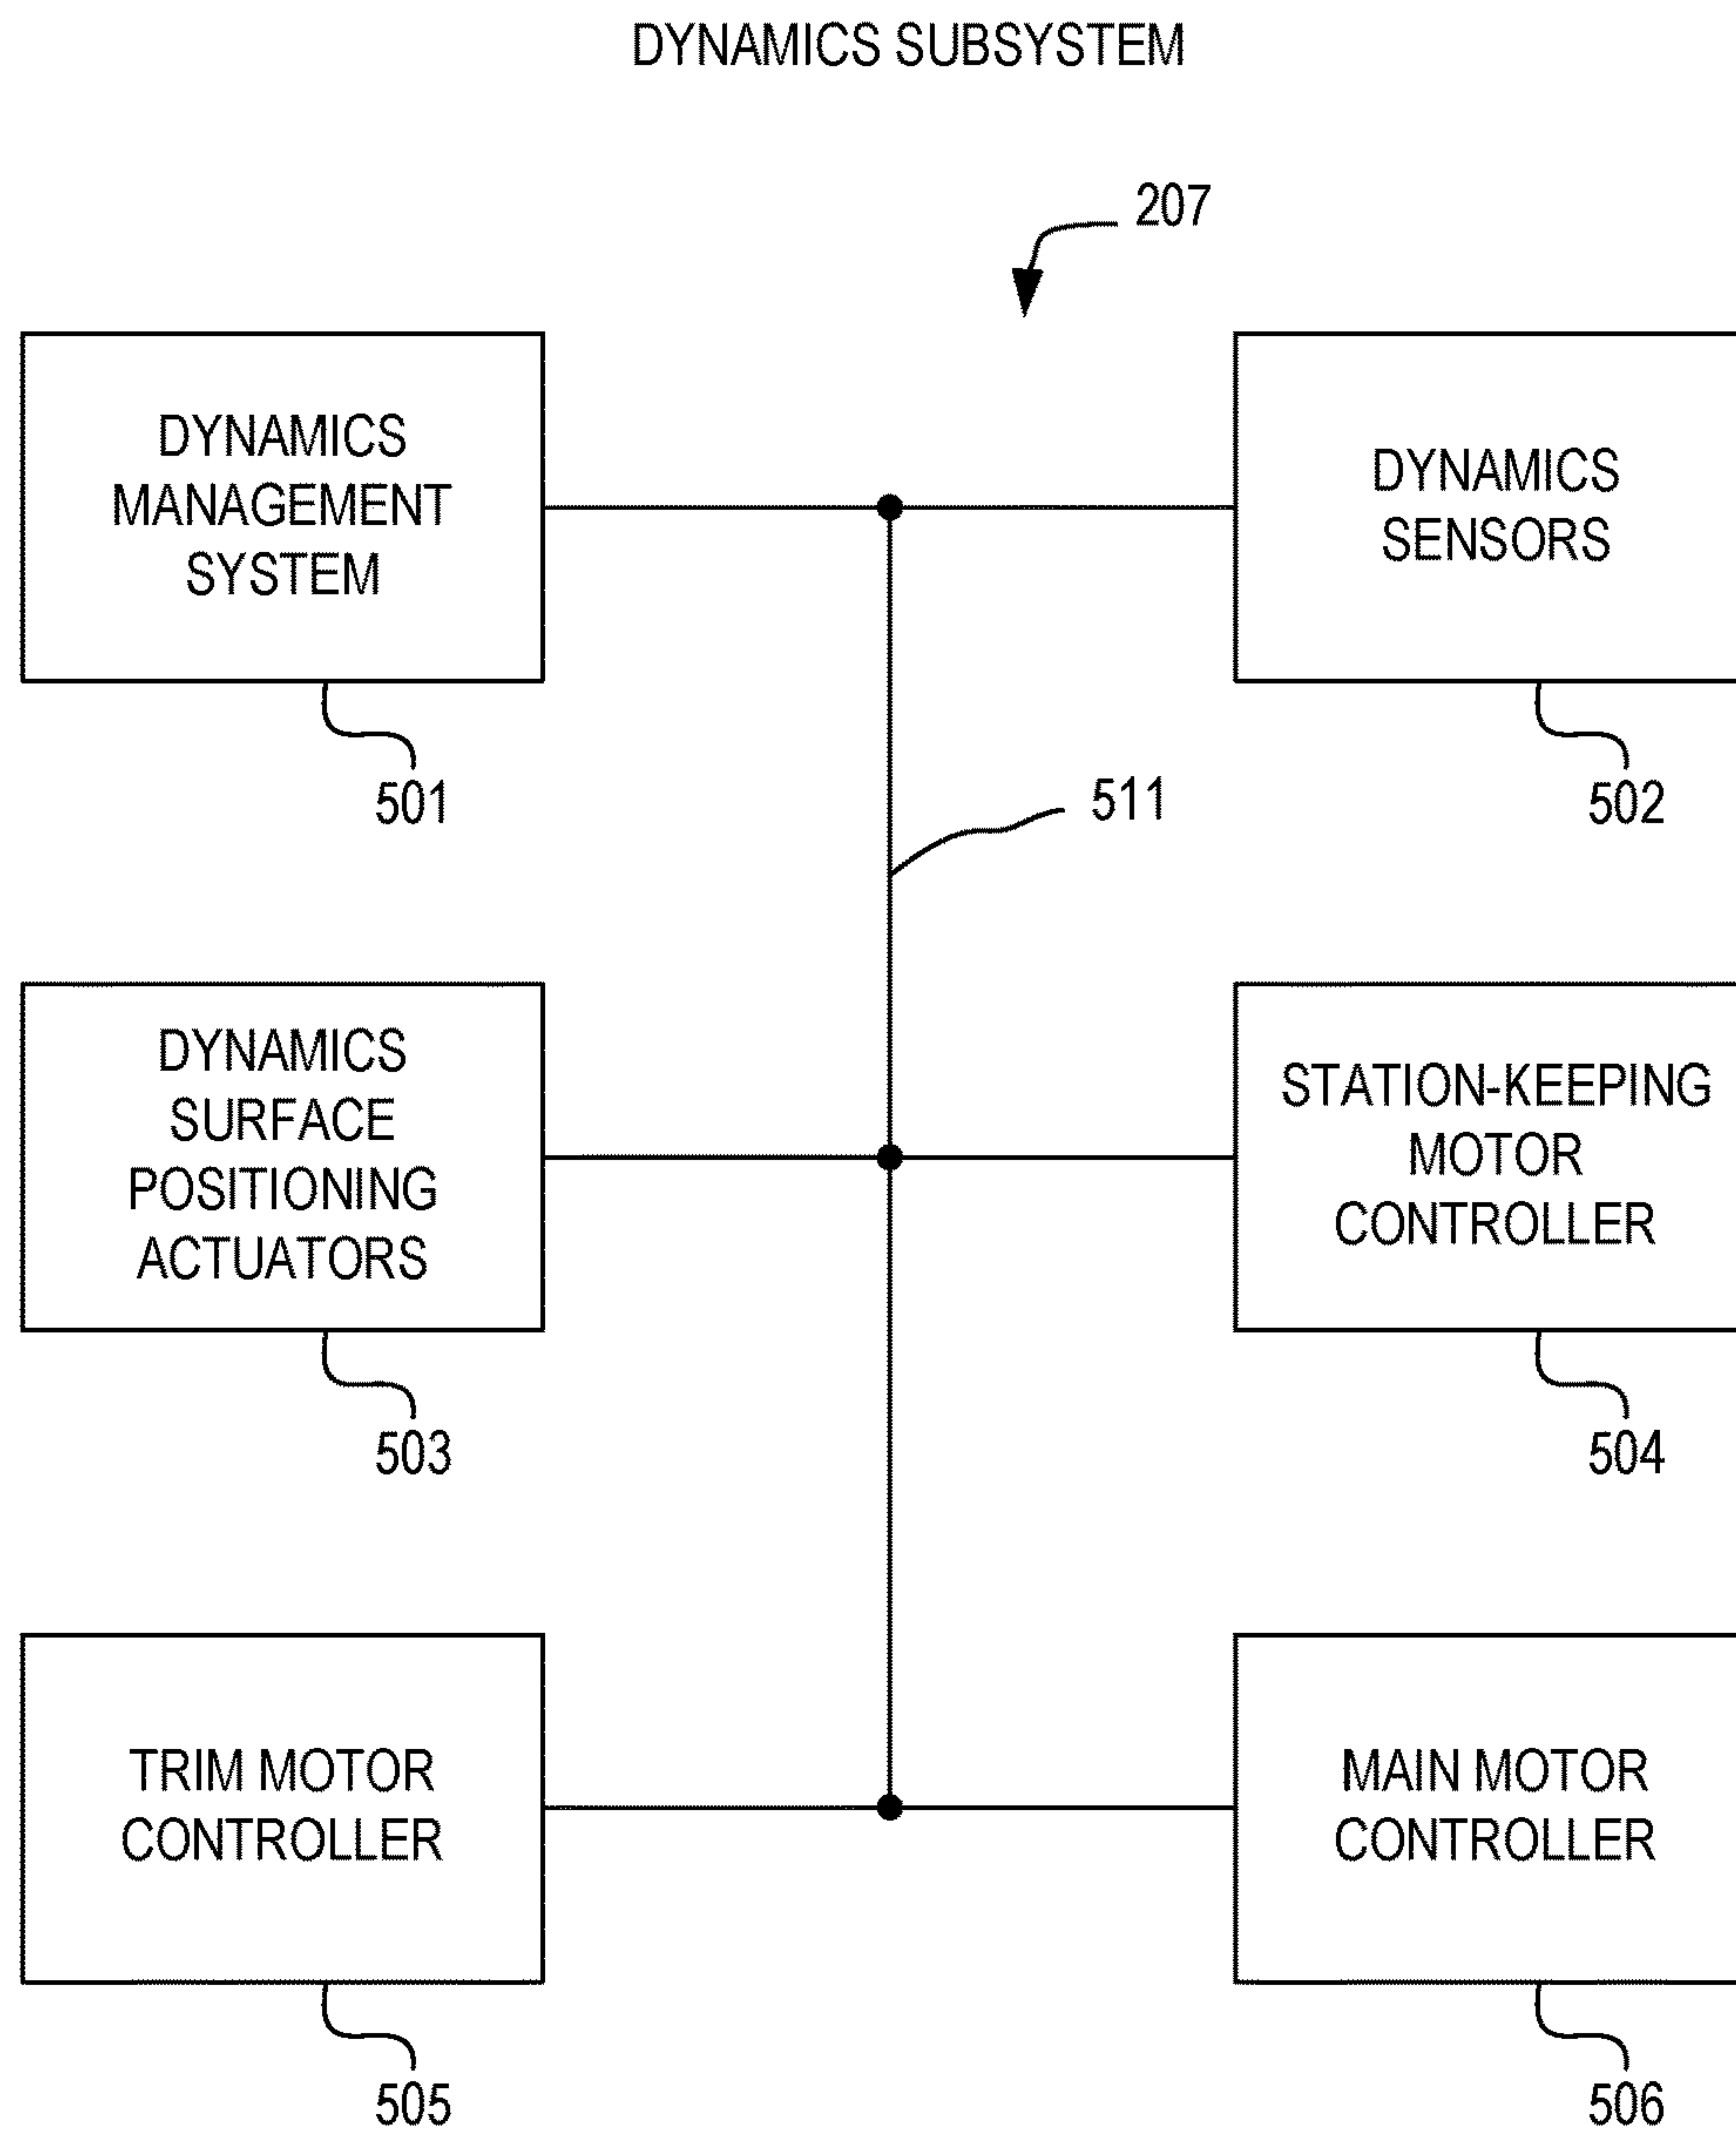 DYNAMICS SUBSYSTEM
207
DYNAMICS
MANAGEMENT
SYSTEM
501
DYNAMICS
SENSORS
502
511
DYNAMICS
SURFACE
POSITIONING
ACTUATORS
503
STATION-KEEPING
MOTOR
CONTROLLER
504
TRIM MOTOR
CONTROLLER
505
MAIN MOTOR
CONTROLLER
506